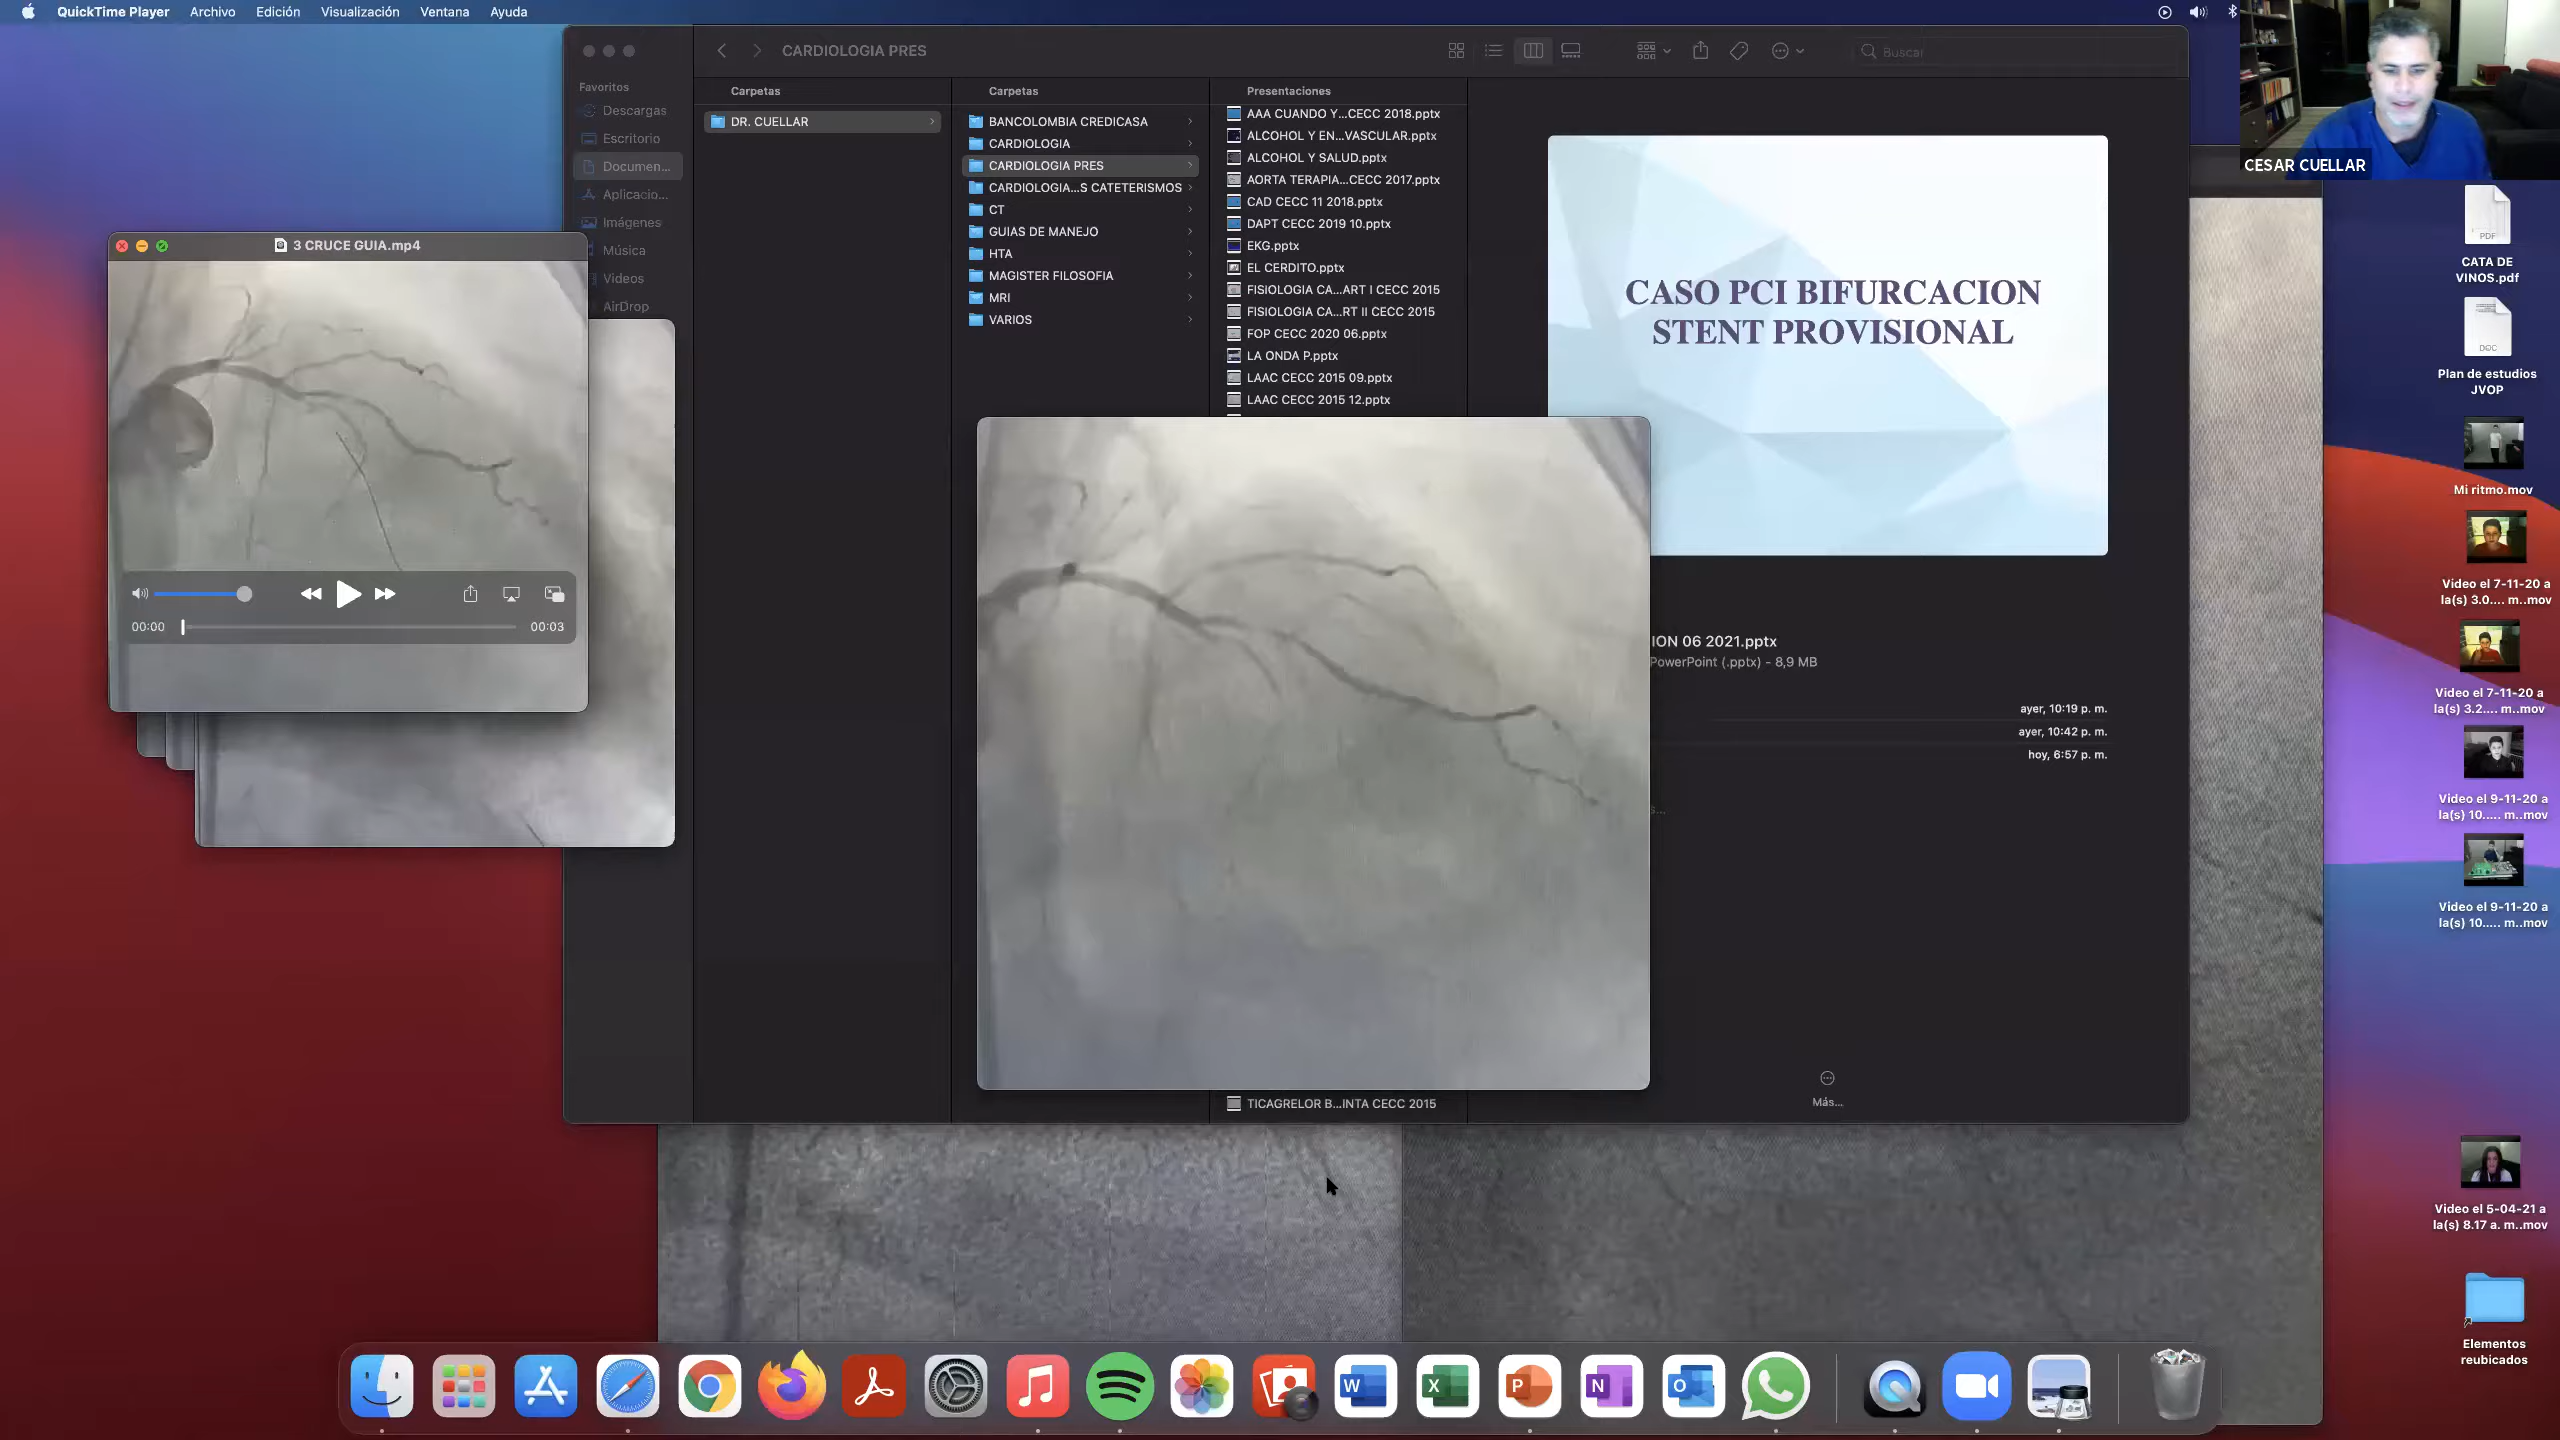 QuickTime Player Archivo Edición Visualización Ventana Ayuda
CARDIOLOGIA PRES
Buscar
CESAR CUELLAR
Favoritos
Descargas
Escritorio
Documen...
Aplicacio...
Imágenes
Música
Videos
AirDrop
Carpetas
DR. CUELLAR
Carpetas
BANCOLOMBIA CREDICASA
CARDIOLOGIA
CARDIOLOGIA PRES
CARDIOLOGIA...S CATETERISMOS
CT
GUIAS DE MANEJO
HTA
MAGISTER FILOSOFIA
MRI
VARIOS
Presentaciones
AAA CUANDO Y...CECC 2018.pptx
ALCOHOL Y EN...VASCULAR.pptx
ALCOHOL Y SALUD.pptx
AORTA TERAPIA...CECC 2017.pptx
CAD CECC 11 2018.pptx
DAPT CECC 2019 10.pptx
EKG.pptx
EL CERDITO.pptx
FISIOLOGIA CA...ART I CECC 2015
FISIOLOGIA CA...RT II CECC 2015
FOP CECC 2020 06.pptx
LA ONDA P.pptx
LAAC CECC 2015 09.pptx
LAAC CECC 2015 12.pptx
TICAGRELOR B...INTA CECC 2015
CASO PCI BIFURCACION
STENT PROVISIONAL
ION 06 2021.pptx
PowerPoint (.pptx) - 8,9 MB
ayer, 10:19 p. m.
ayer, 10:42 p. m.
hoy, 6:57 p. m.
s...
Más...
3 CRUCE GUIA.mp4
00:00
00:03
PDF
CATA DE
VINOS.pdf
DOC
Plan de estudios
JVOP
Mi ritmo.mov
Video el 7-11-20 a
la(s) 3.0.... m..mov
Video el 7-11-20 a
la(s) 3.2.... m..mov
Video el 9-11-20 a
la(s) 10..... m..mov
Video el 9-11-20 a
la(s) 10..... m..mov
Video el 5-04-21 a
la(s) 8.17 a. m..mov
Elementos
reubicados
W
X
P
N
O